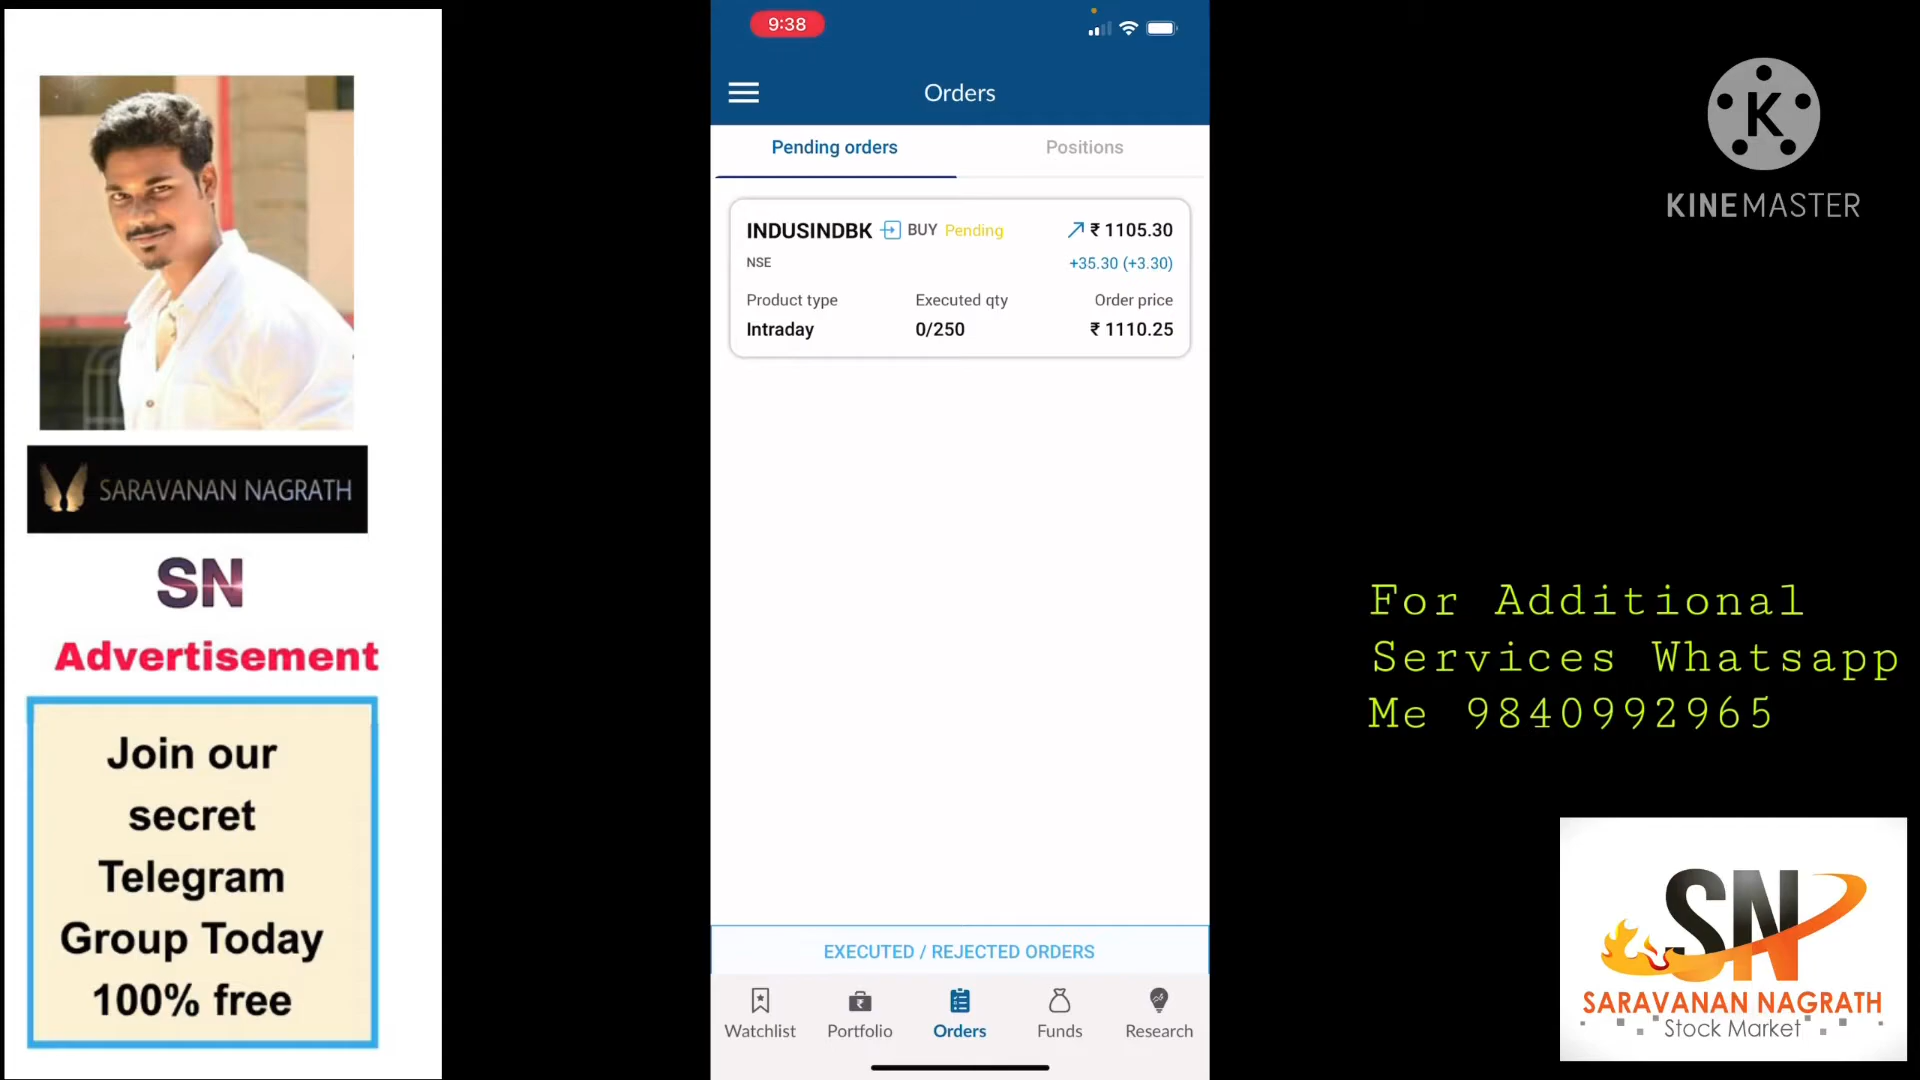 SARAVANAN NAGRATH
SN
Advertisement
Join our
secret
Telegram
Group Today
100% free
9:38
Orders
Pending orders
Positions
INDUSINDBK BUY Pending ₹ 1105.30
NSE +35.30 (+3.30)
Product type Executed qty Order price
Intraday 0/250 ₹ 1110.25
EXECUTED / REJECTED ORDERS
Watchlist Portfolio Orders Funds Research
K
KINEMASTER
For Additional
Services Whatsapp
Me 9840992965
SN
SARAVANAN NAGRATH
Stock Market